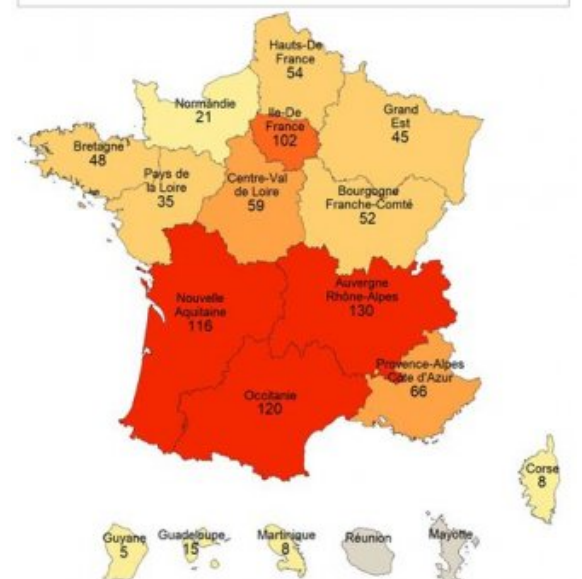 Hauts-De
France
54
Normandie
21
Ile-De
France
102
Grand
Est
45
Bretagne
48
Pays de
la Loire
35
Centre-Val
de Loire
59
Bourgogne
Franche-Comté
52
Nouvelle
Aquitaine
116
Auvergne
Rhône-Alpes
130
Provence-Alpes
-Côte d'Azur
66
Occitanie
120
Corse
8
Guyane
5
Guadeloupe
15
Martinique
8
Réunion
Mayotte